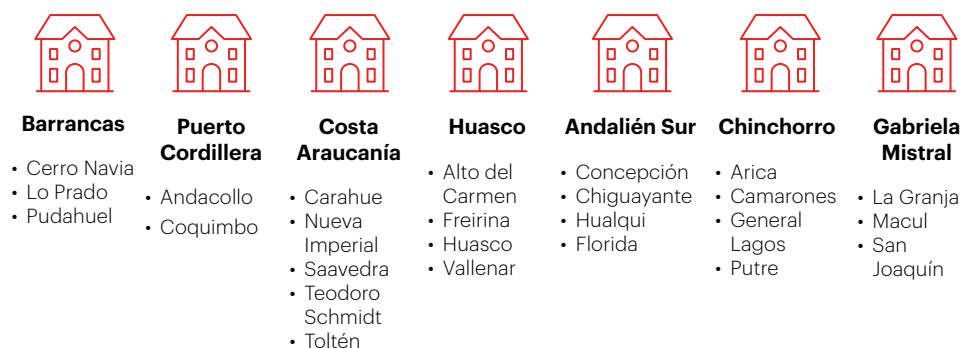 Barrancas
• Cerro Navia
• Lo Prado
• Pudahuel
Puerto
Cordillera
• Andacollo
• Coquimbo
Costa
Araucanía
• Carahue
• Nueva
Imperial
• Saavedra
• Teodoro
Schmidt
• Toltén
Huasco
• Alto del
Carmen
• Freirina
• Huasco
• Vallenar
Andalién Sur
• Concepción
• Chiguayante
• Hualqui
• Florida
Chinchorro
• Arica
• Camarones
• General
Lagos
• Putre
Gabriela
Mistral
• La Granja
• Macul
• San
Joaquín